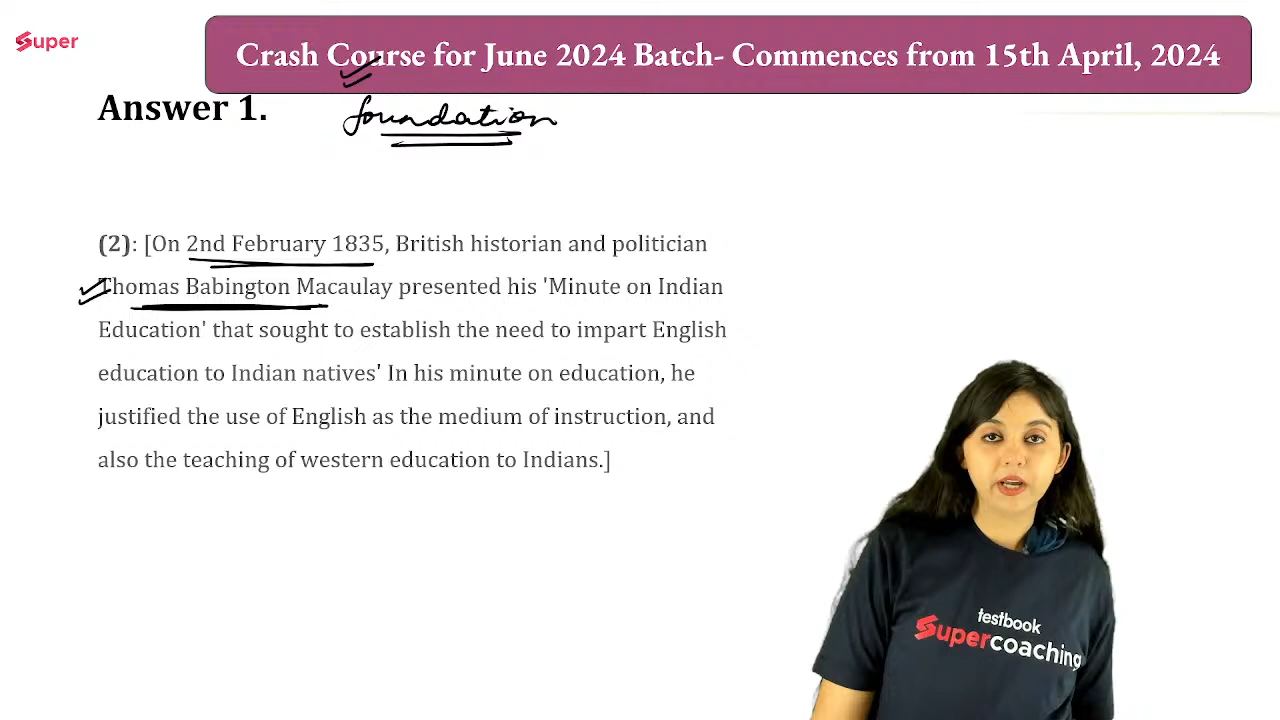 Super
Crash Course for June 2024 Batch- Commences from 15th April, 2024
Answer 1.
foundation
(2): [On 2nd February 1835, British historian and politician
Thomas Babington Macaulay presented his 'Minute on Indian
Education' that sought to establish the need to impart English
education to Indian natives' In his minute on education, he
justified the use of English as the medium of instruction, and
also the teaching of western education to Indians.]
testbook
Supercoaching